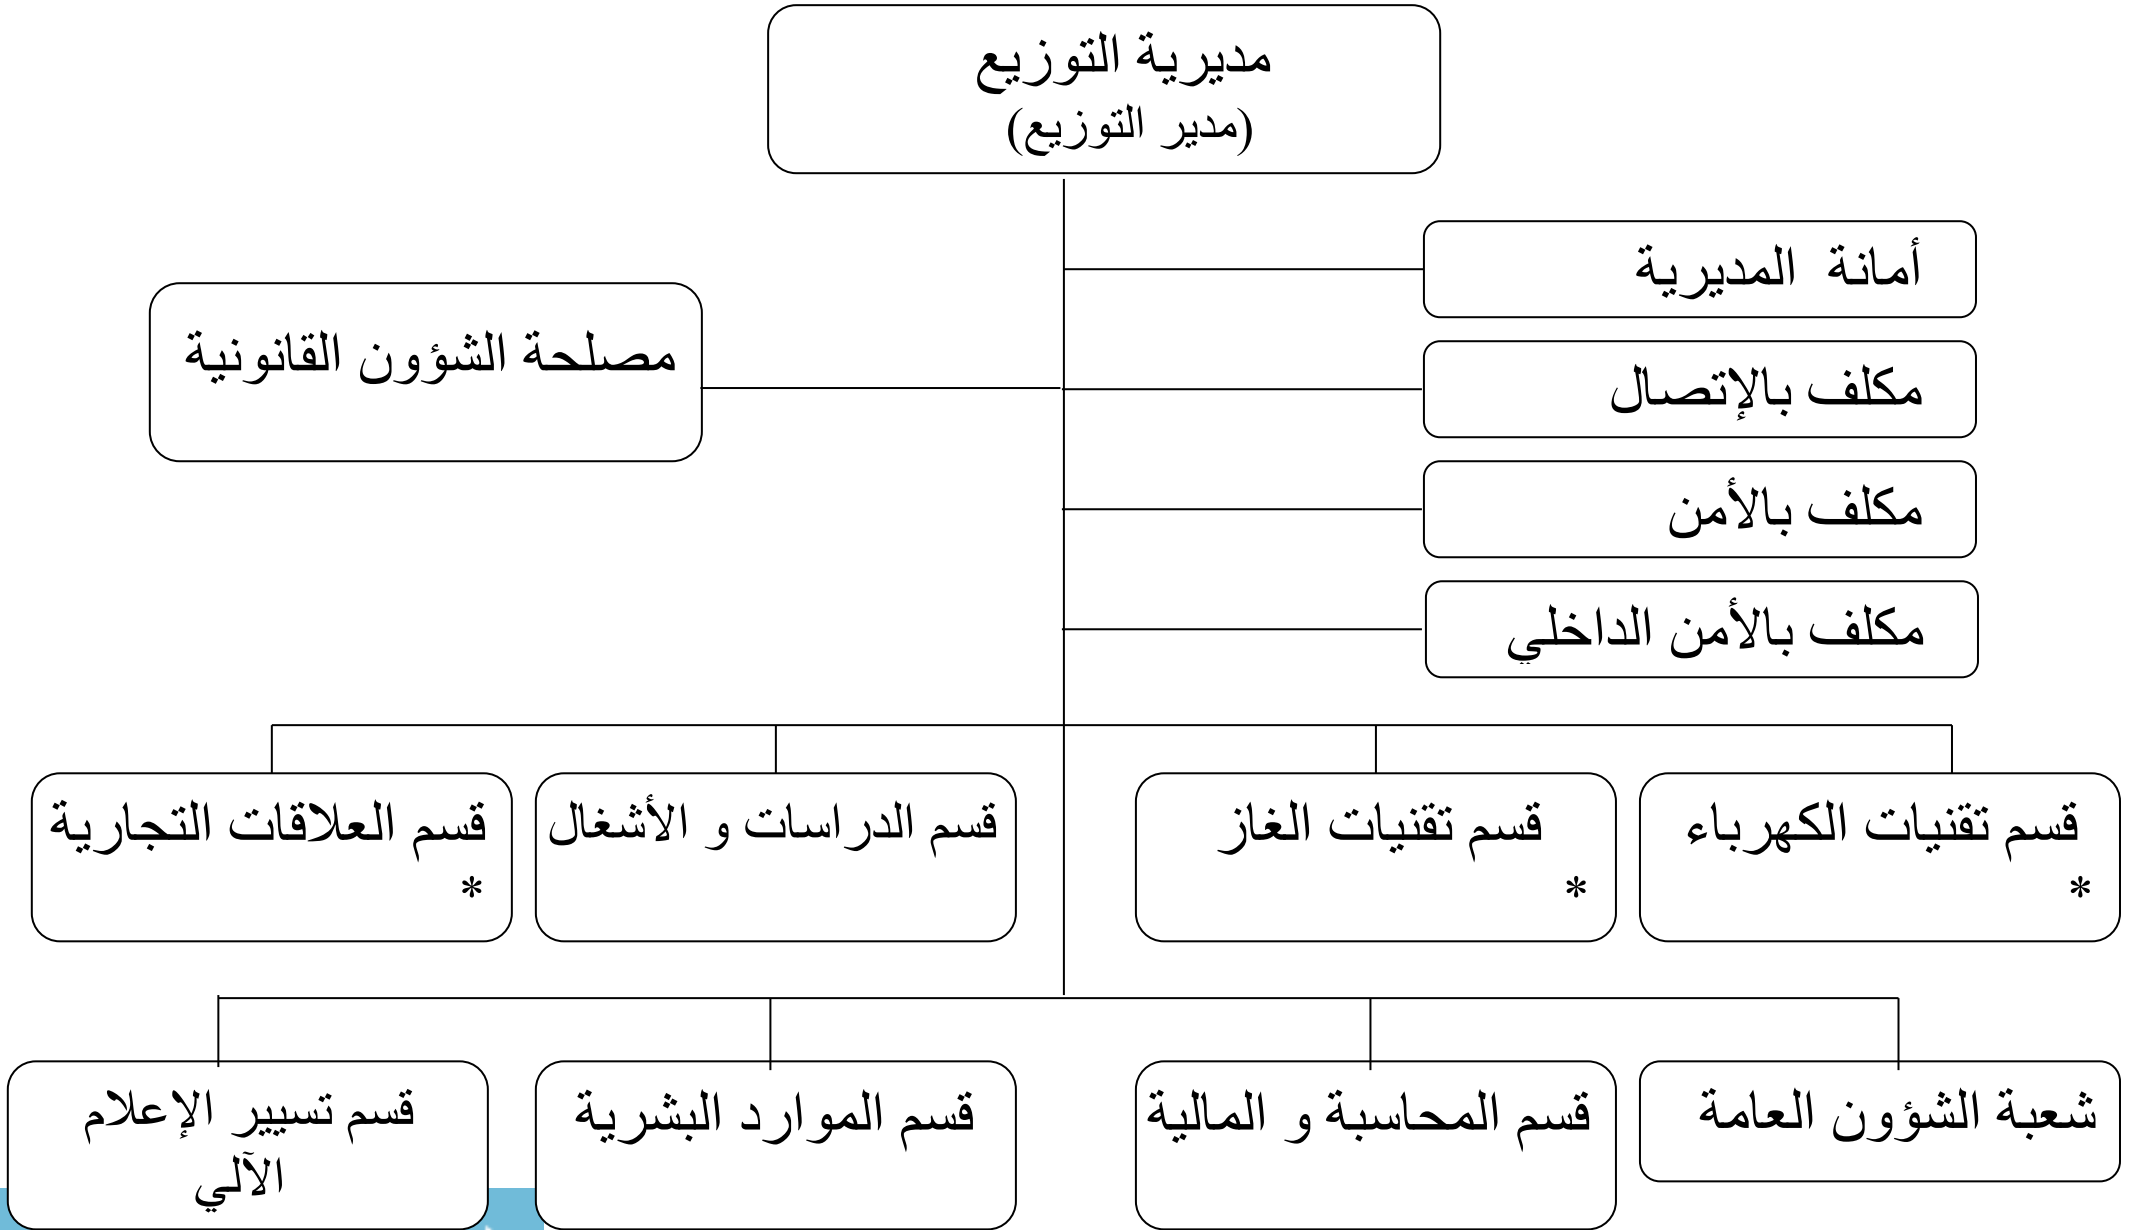 مديرية التوزيع
(مدير التوزيع)
أمانة المديرية
مصلحة الشؤون القانونية
مكلف بالإتصال
مكلف بالأمن
مكلف بالأمن الداخلي
قسم تقنيات الكهرباء
*
قسم تقنيات الغاز
*
قسم الدراسات و الأشغال
قسم العلاقات التجارية
*
شعبة الشؤون العامة
قسم المحاسبة و المالية
قسم الموارد البشرية
قسم تسيير الإعلام
الآلي